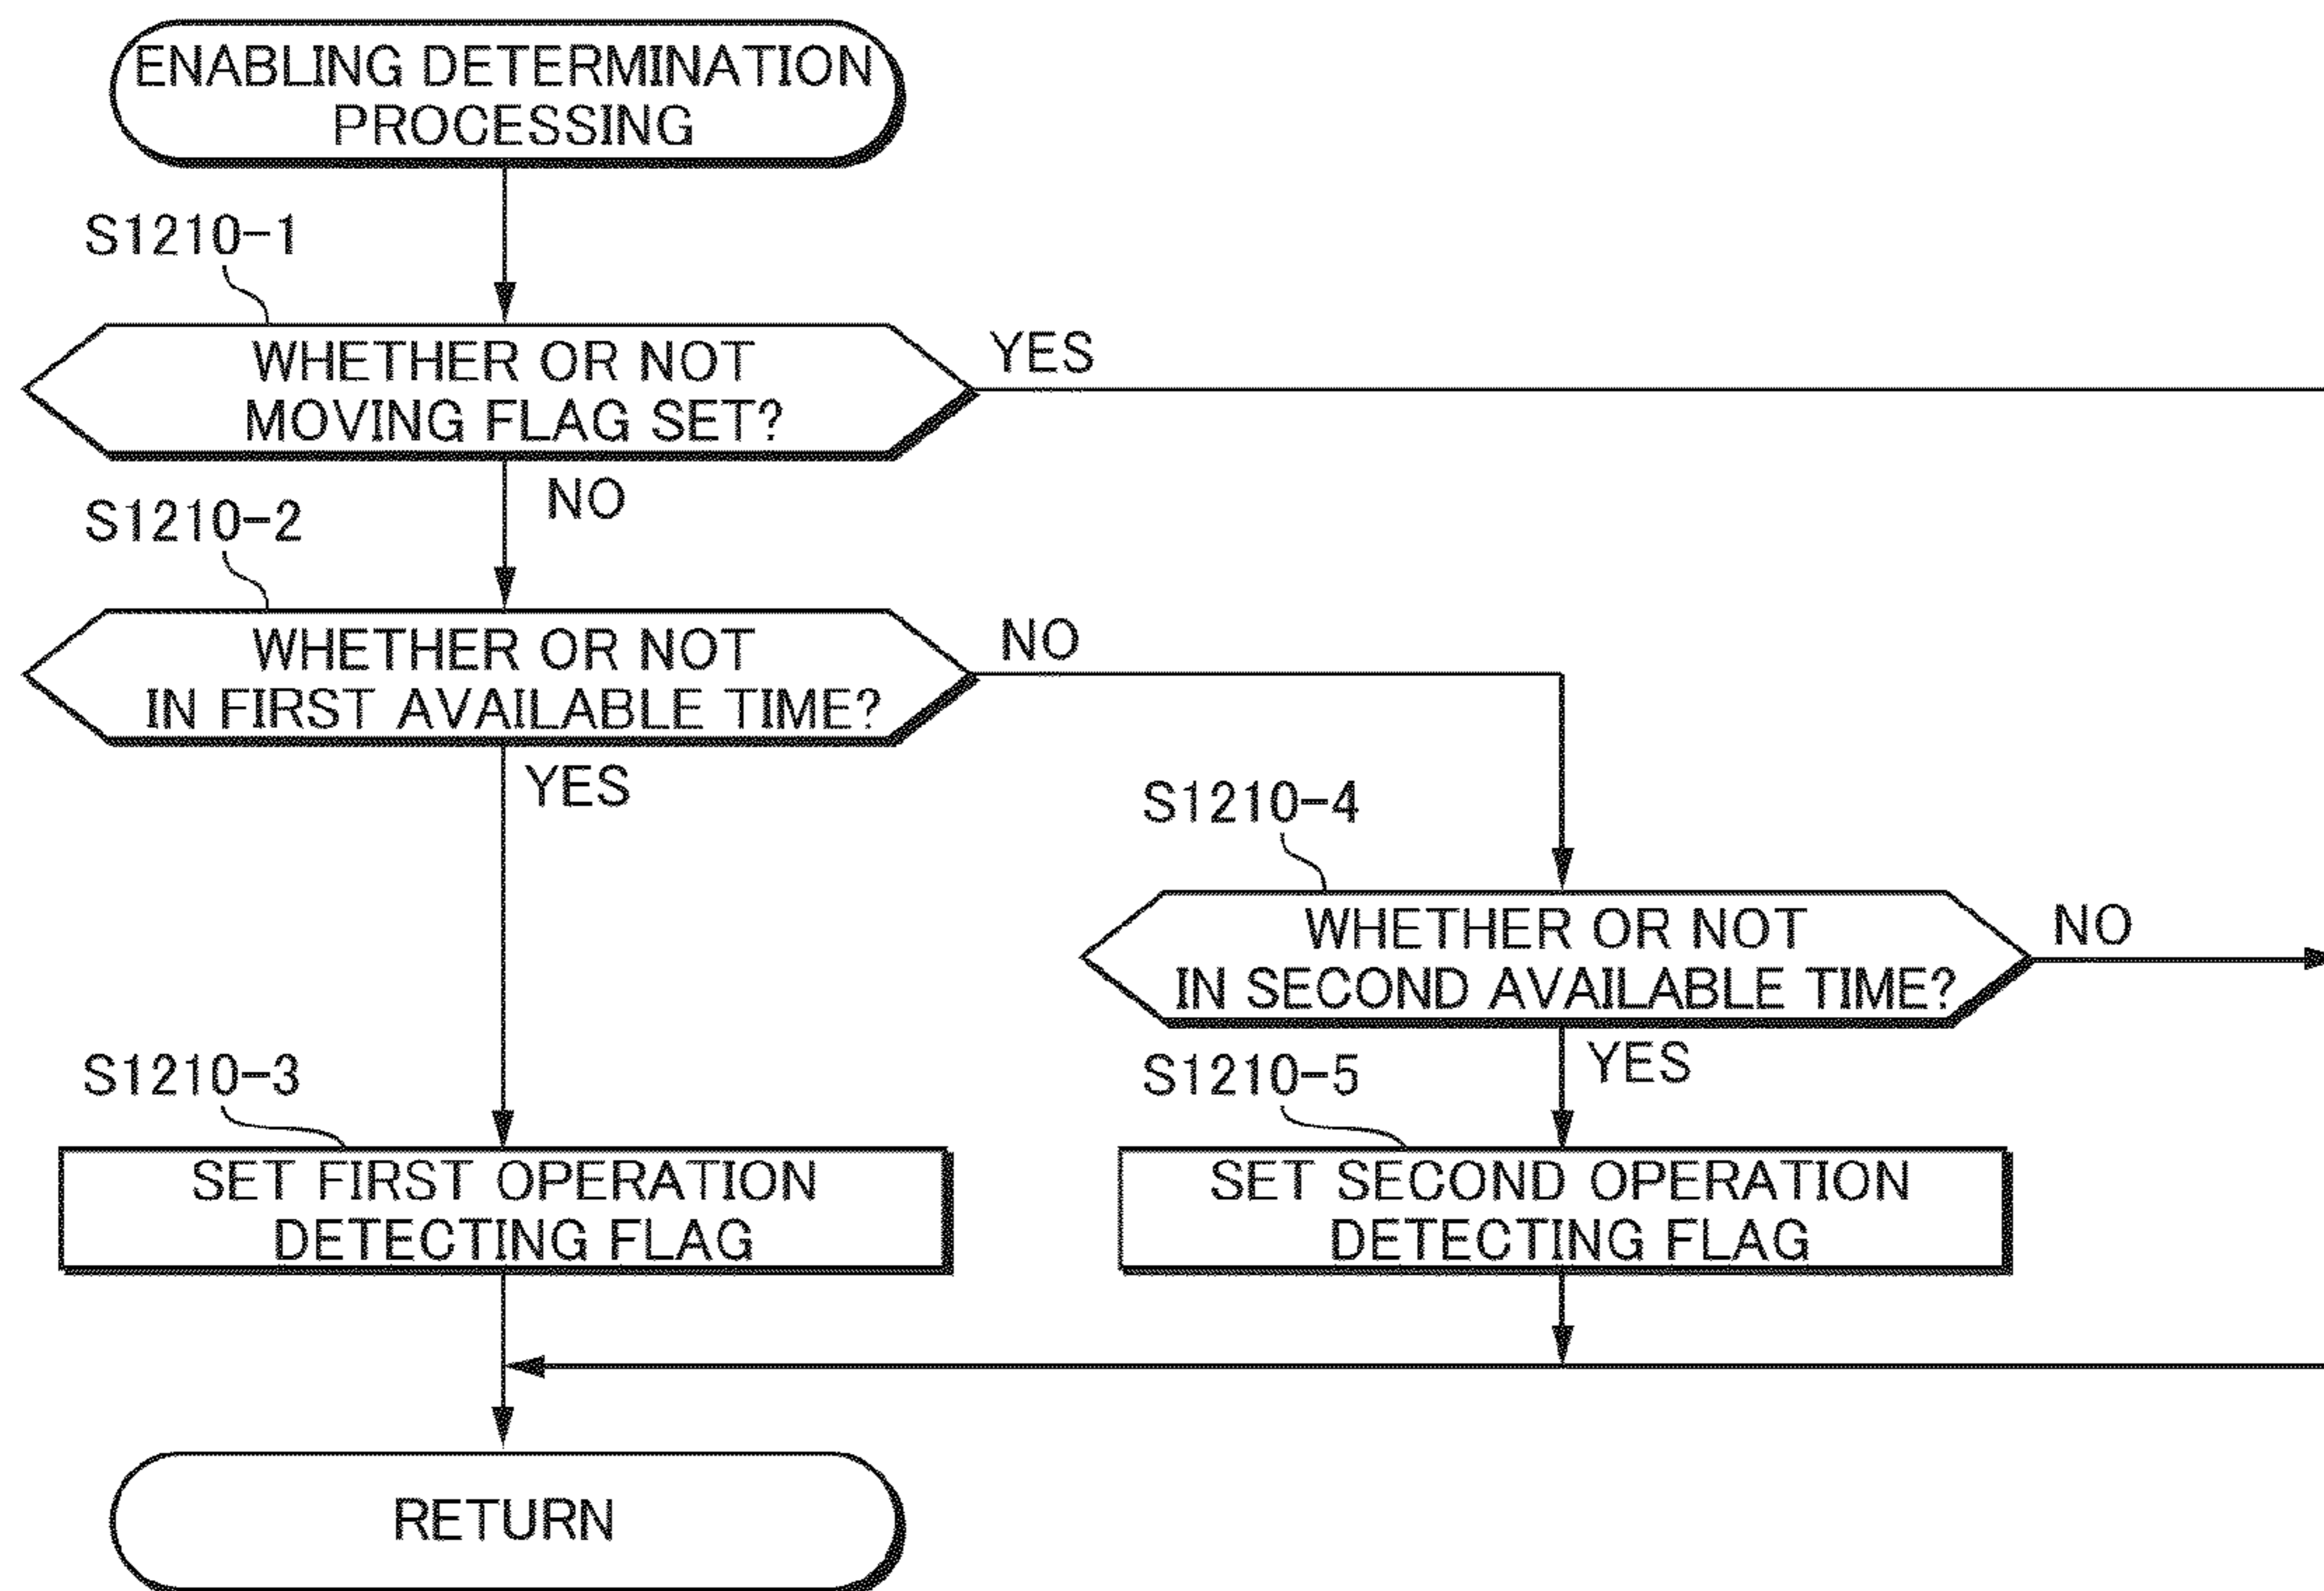 ENABLING DETERMINATION
PROCESSING
S1210-1
WHETHER OR NOT
MOVING FLAG SET?
YES
NO
S1210-2
WHETHER OR NOT
IN FIRST AVAILABLE TIME?
NO
YES
S1210-4
WHETHER OR NOT
IN SECOND AVAILABLE TIME?
NO
YES
S1210-3
SET FIRST OPERATION
DETECTING FLAG
S1210-5
SET SECOND OPERATION
DETECTING FLAG
RETURN